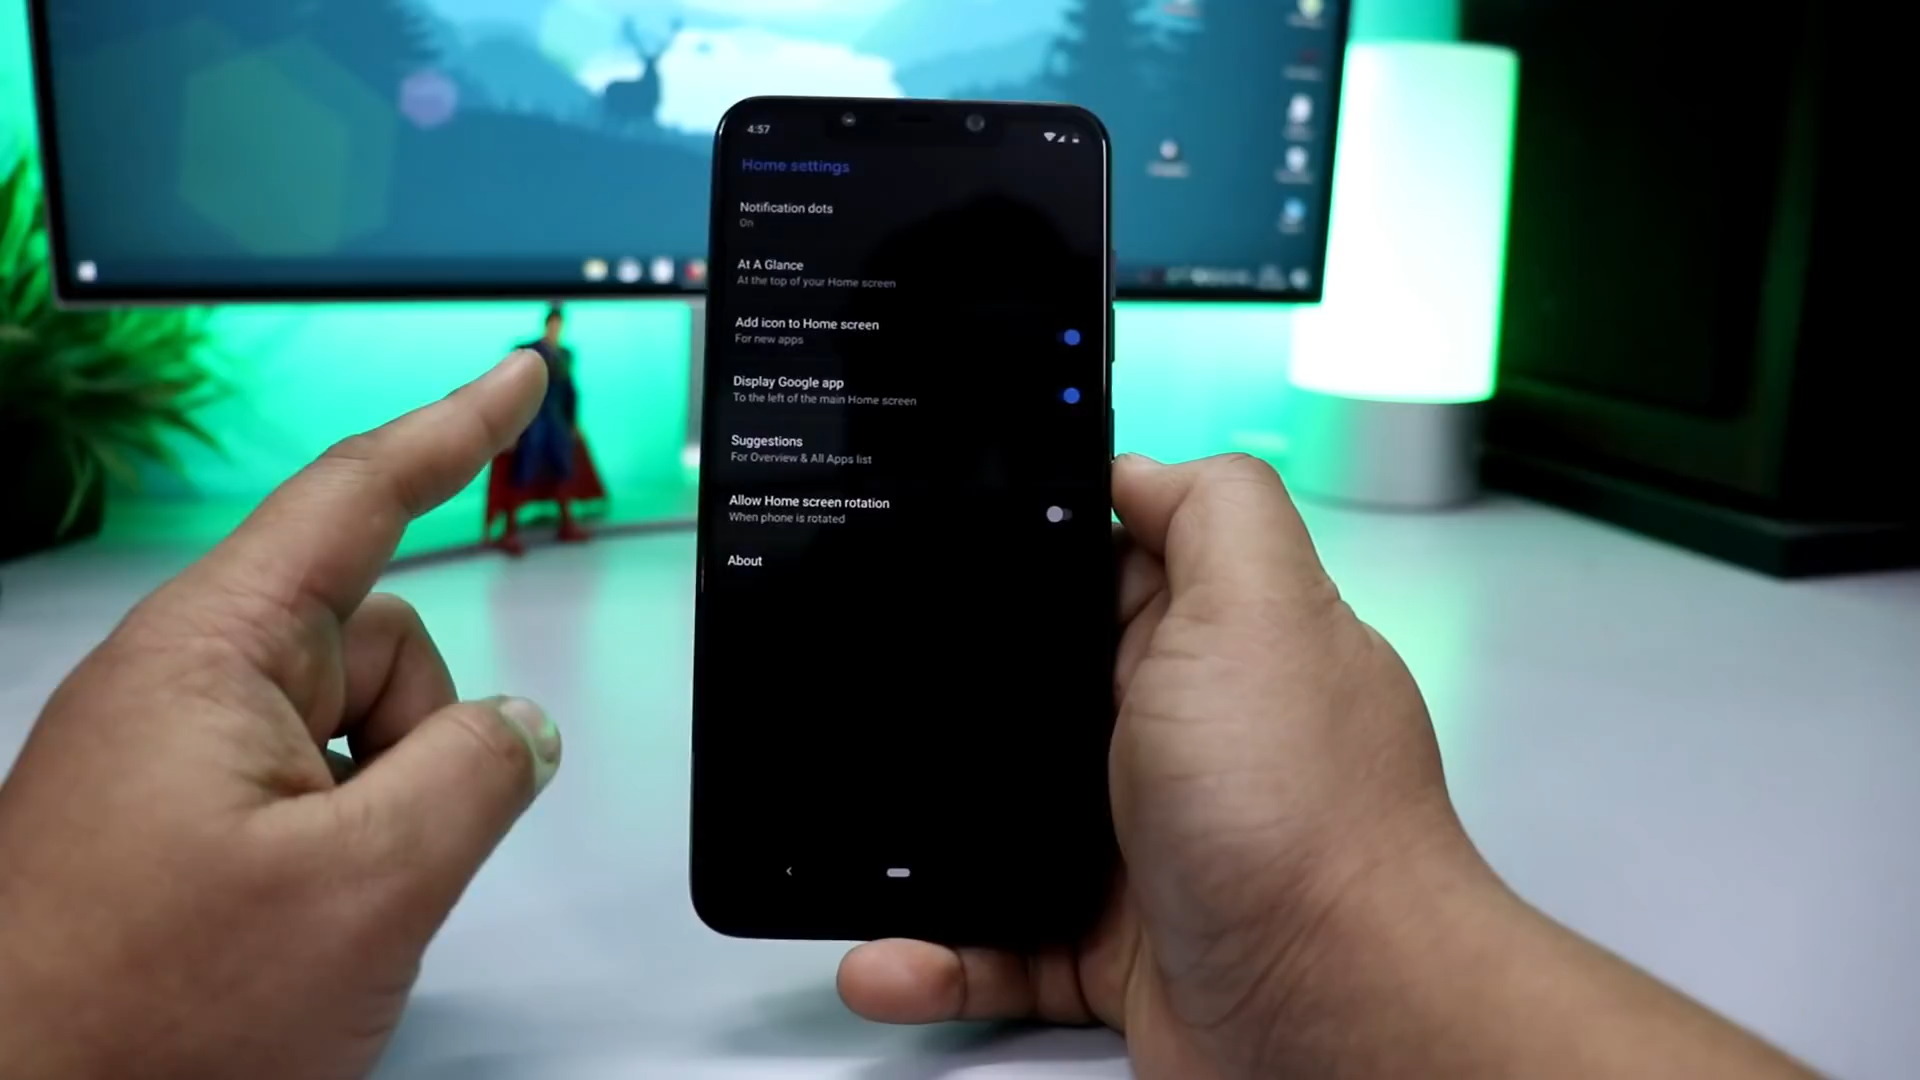 4:57
Home settings
Notification dots
On
At A Glance
At the top of your Home screen
Add icon to Home screen
For new apps
Display Google app
To the left of the main Home screen
Suggestions
For Overview & All Apps list
Allow Home screen rotation
When phone is rotated
About